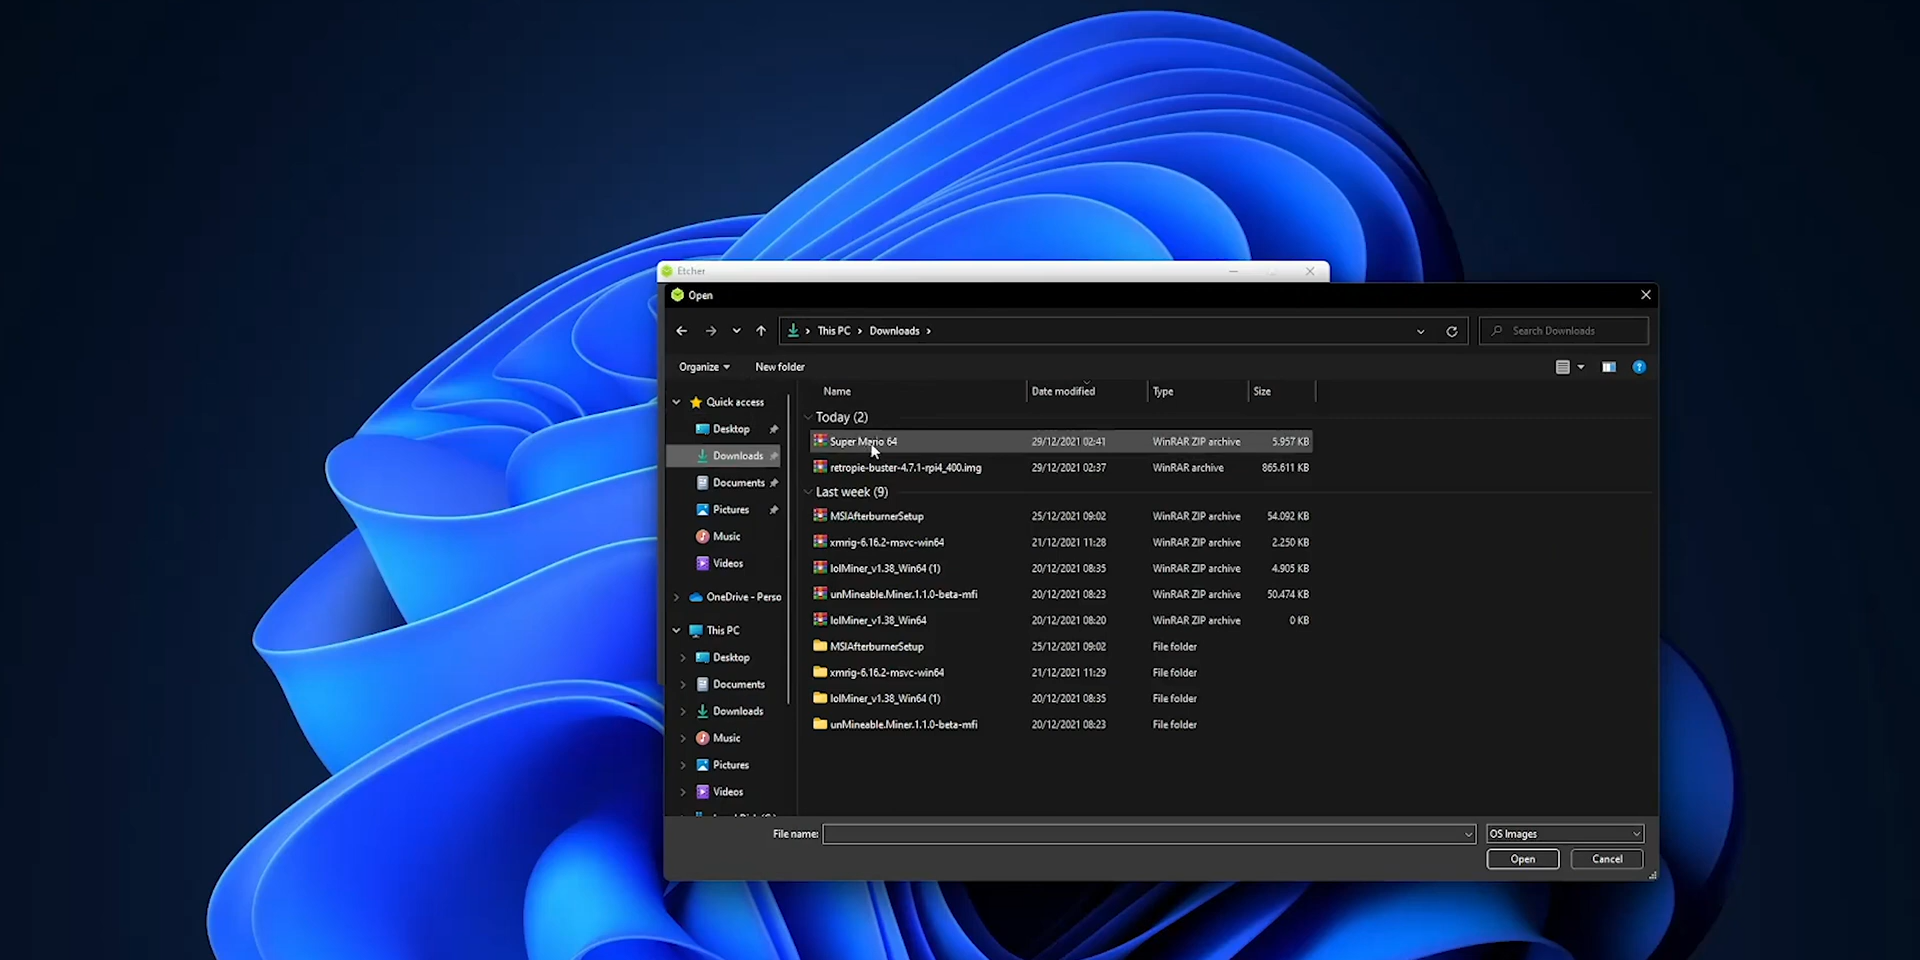 Etcher
Open
This PC > Downloads >
Search Downloads
Organize
New folder
Name Date modified Type Size
Quick access
Desktop
Downloads
Documents
Pictures
Music
Videos
OneDrive - Perso
This PC
Desktop
Documents
Downloads
Music
Pictures
Videos
Today (2)
Super Mario 64 29/12/2021 02:41 WinRAR ZIP archive 5.957 KB
retropie-buster-4.7.1-rpi4_400.img 29/12/2021 02:37 WinRAR archive 865.611 KB
Last week (9)
MSIAfterburnerSetup 25/12/2021 09:02 WinRAR ZIP archive 54.092 KB
xmrig-6.16.2-msvc-win64 21/12/2021 11:28 WinRAR ZIP archive 2.250 KB
lolMiner_v1.38_Win64 (1) 20/12/2021 08:35 WinRAR ZIP archive 4.905 KB
unMineable.Miner.1.1.0-beta-mfi 20/12/2021 08:23 WinRAR ZIP archive 50.474 KB
lolMiner_v1.38_Win64 20/12/2021 08:20 WinRAR ZIP archive 0 KB
MSIAfterburnerSetup 25/12/2021 09:02 File folder
xmrig-6.16.2-msvc-win64 21/12/2021 11:29 File folder
lolMiner_v1.38_Win64 (1) 20/12/2021 08:35 File folder
unMineable.Miner.1.1.0-beta-mfi 20/12/2021 08:23 File folder
File name:
OS Images
Open
Cancel